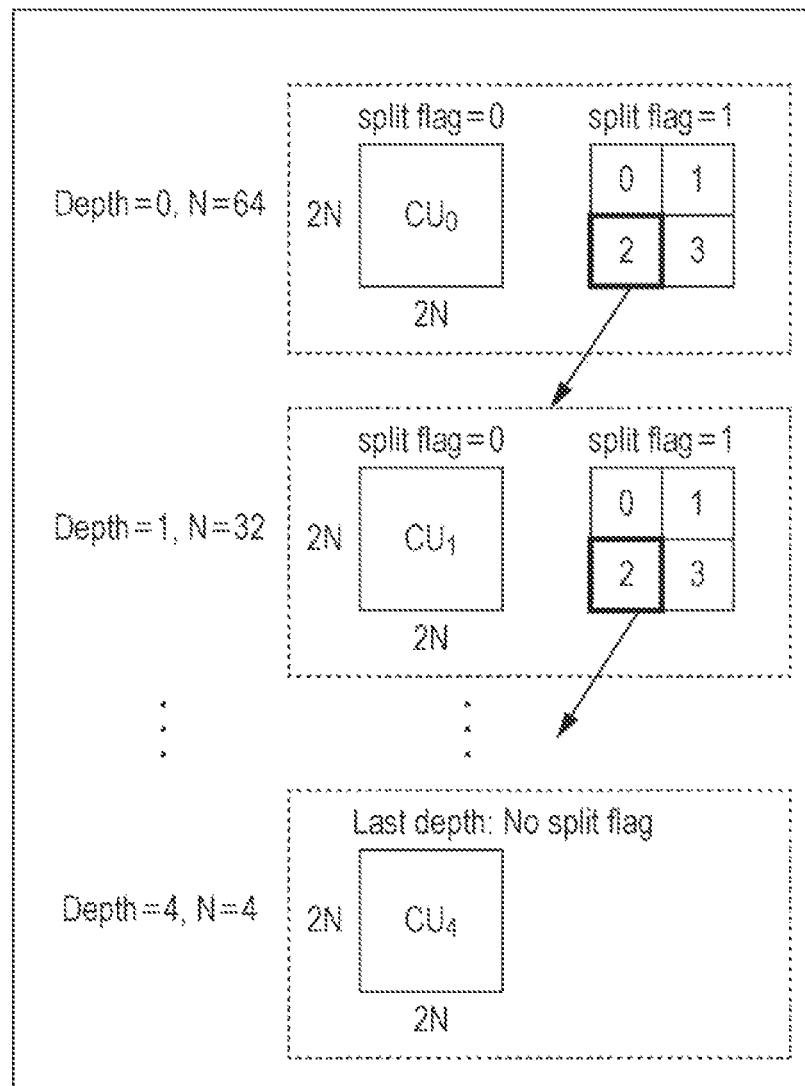 split flag=0 split flag=1
Depth=0, N=64
2N
CU₀
0 1
2 3
2N
split flag=0 split flag=1
Depth=1, N=32
2N
CU₁
0 1
2 3
2N
Last depth: No split flag
Depth=4, N=4
2N
CU₄
2N